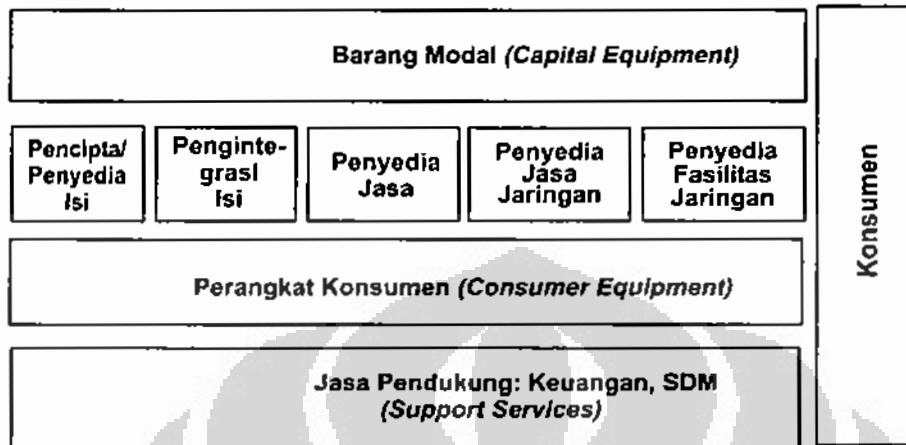 Barang Modal (Capital Equipment)
Pencipta/
Penyedia
Isi
Penginte-
grasi
Isi
Penyedia
Jasa
Penyedia
Jasa
Jaringan
Penyedia
Fasilitas
Jaringan
Perangkat Konsumen (Consumer Equipment)
Jasa Pendukung: Keuangan, SDM
(Support Services)
Konsumen